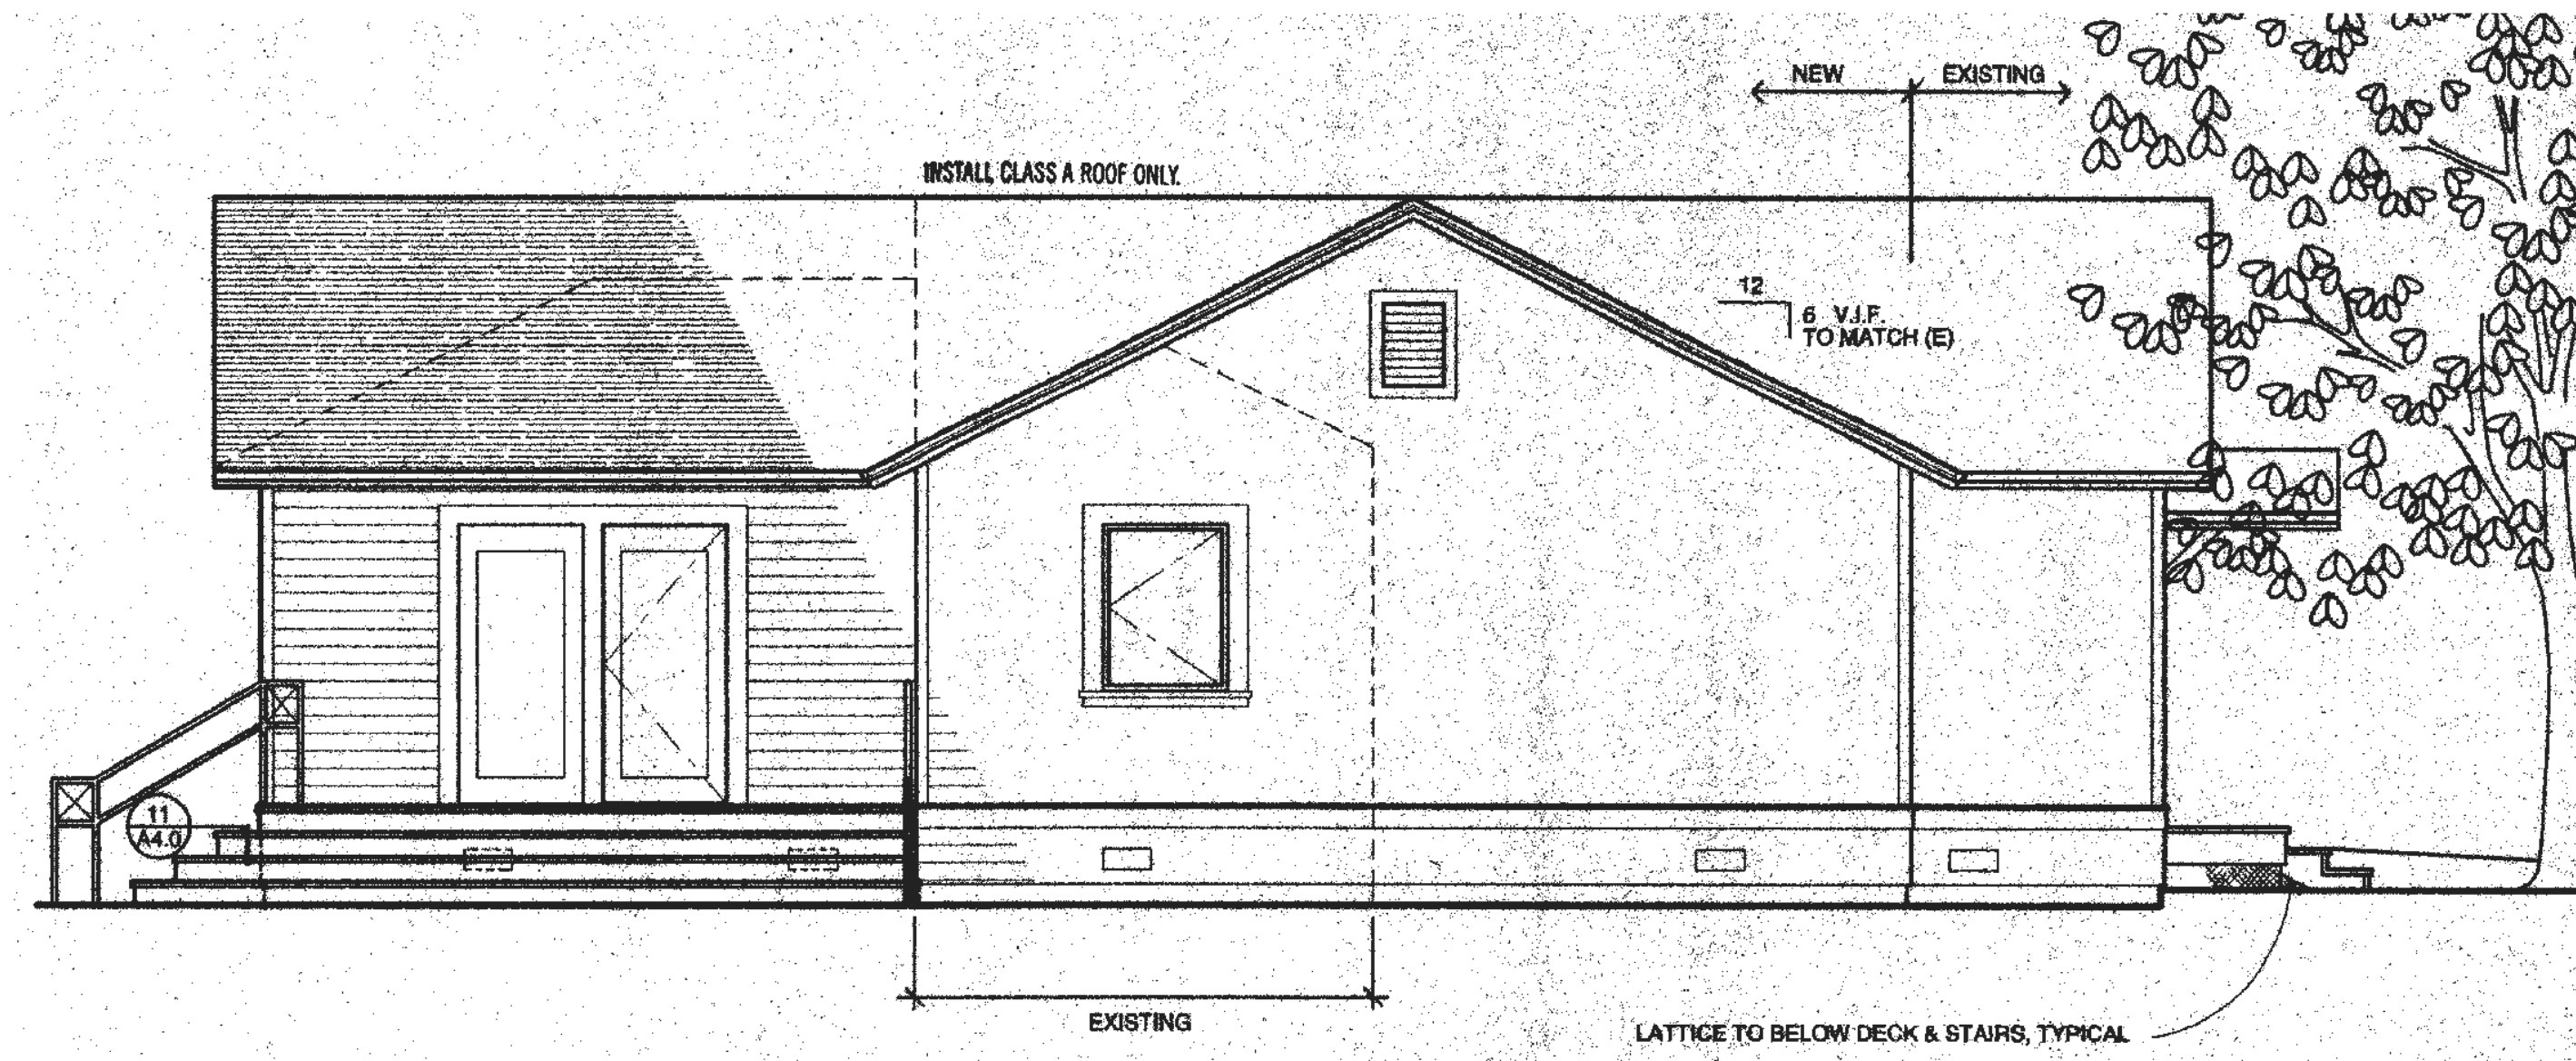 NEW
EXISTING
INSTALL CLASS A ROOF ONLY.
12
6 V.I.F.
TO MATCH (E)
11
A4.0
EXISTING
LATTICE TO BELOW DECK & STAIRS, TYPICAL